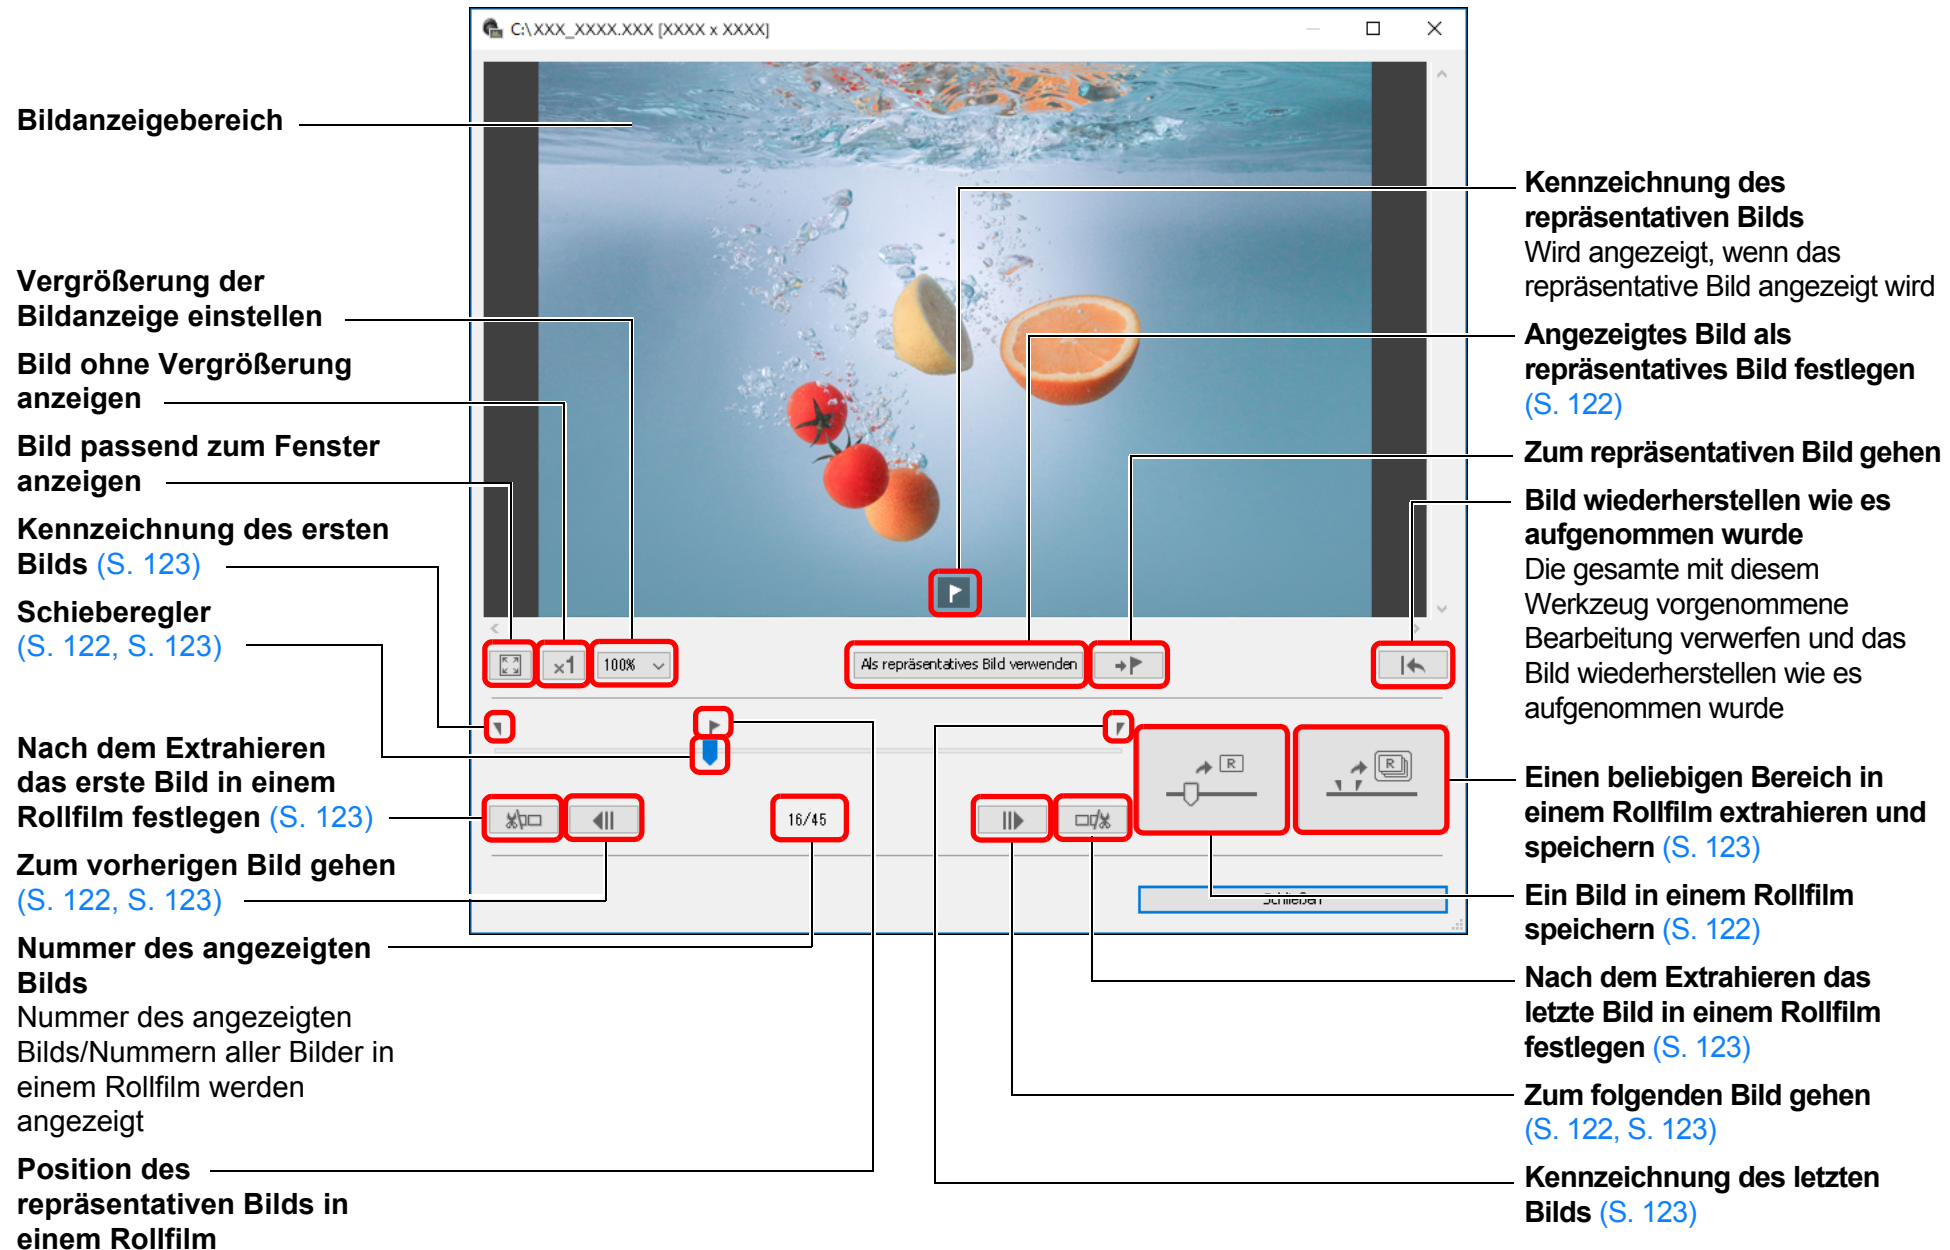 C:\XXX_XXXX.XXX [XXXX x XXXX]
Bildanzeigebereich
Vergrößerung der
Bildanzeige einstellen
Bild ohne Vergrößerung
anzeigen
Bild passend zum Fenster
anzeigen
Kennzeichnung des ersten
Bilds (S. 123)
Schieberegler
(S. 122, S. 123)
Nach dem Extrahieren
das erste Bild in einem
Rollfilm festlegen (S. 123)
Zum vorherigen Bild gehen
(S. 122, S. 123)
Nummer des angezeigten
Bilds
Nummer des angezeigten
Bilds/Nummern aller Bilder in
einem Rollfilm werden
angezeigt
Position des
repräsentativen Bilds in
einem Rollfilm
×1
100%
Als repräsentatives Bild verwenden
R
R
16/45
Schließen
Kennzeichnung des
repräsentativen Bilds
Wird angezeigt, wenn das
repräsentative Bild angezeigt wird
Angezeigtes Bild als
repräsentatives Bild festlegen
(S. 122)
Zum repräsentativen Bild gehen
Bild wiederherstellen wie es
aufgenommen wurde
Die gesamte mit diesem
Werkzeug vorgenommene
Bearbeitung verwerfen und das
Bild wiederherstellen wie es
aufgenommen wurde
Einen beliebigen Bereich in
einem Rollfilm extrahieren und
speichern (S. 123)
Ein Bild in einem Rollfilm
speichern (S. 122)
Nach dem Extrahieren das
letzte Bild in einem Rollfilm
festlegen (S. 123)
Zum folgenden Bild gehen
(S. 122, S. 123)
Kennzeichnung des letzten
Bilds (S. 123)